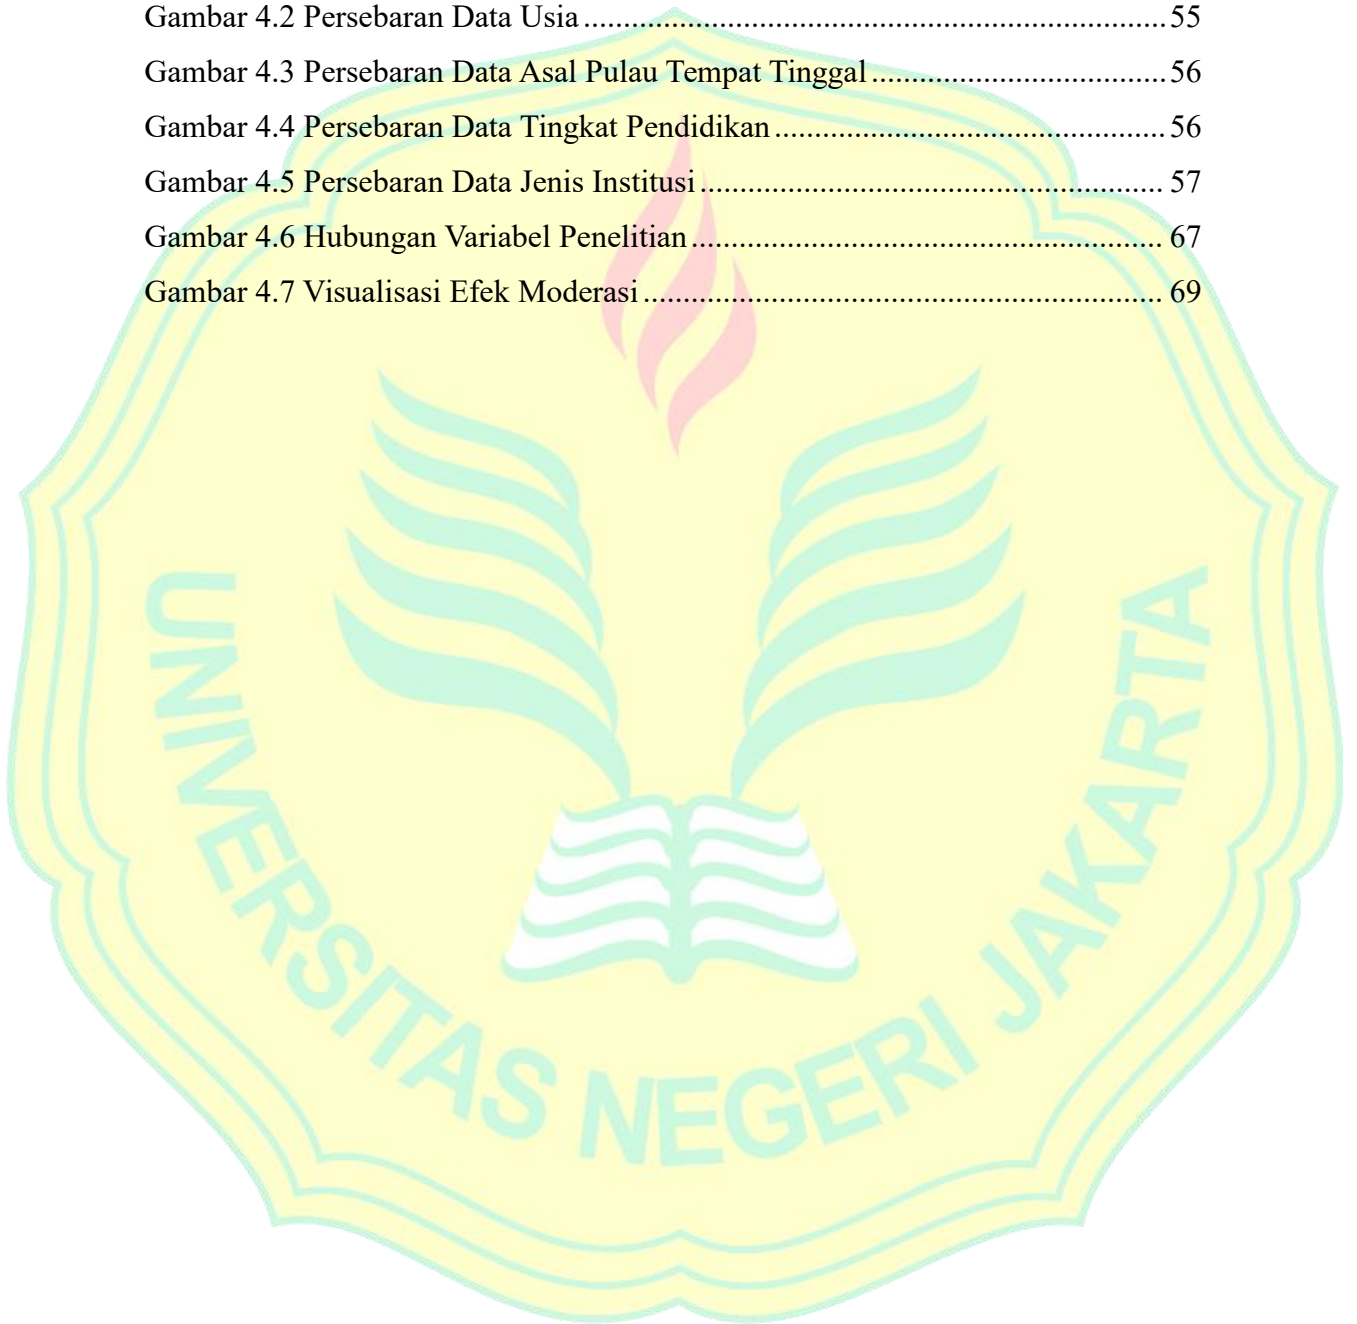 Gambar 4.2 Persebaran Data Usia........................................................................55
Gambar 4.3 Persebaran Data Asal Pulau Tempat Tinggal....................................56
Gambar 4.4 Persebaran Data Tingkat Pendidikan................................................56
Gambar 4.5 Persebaran Data Jenis Institusi......................................................... 57
Gambar 4.6 Hubungan Variabel Penelitian.......................................................... 67
Gambar 4.7 Visualisasi Efek Moderasi................................................................ 69
UNIVERSITAS NEGERI JAKARTA